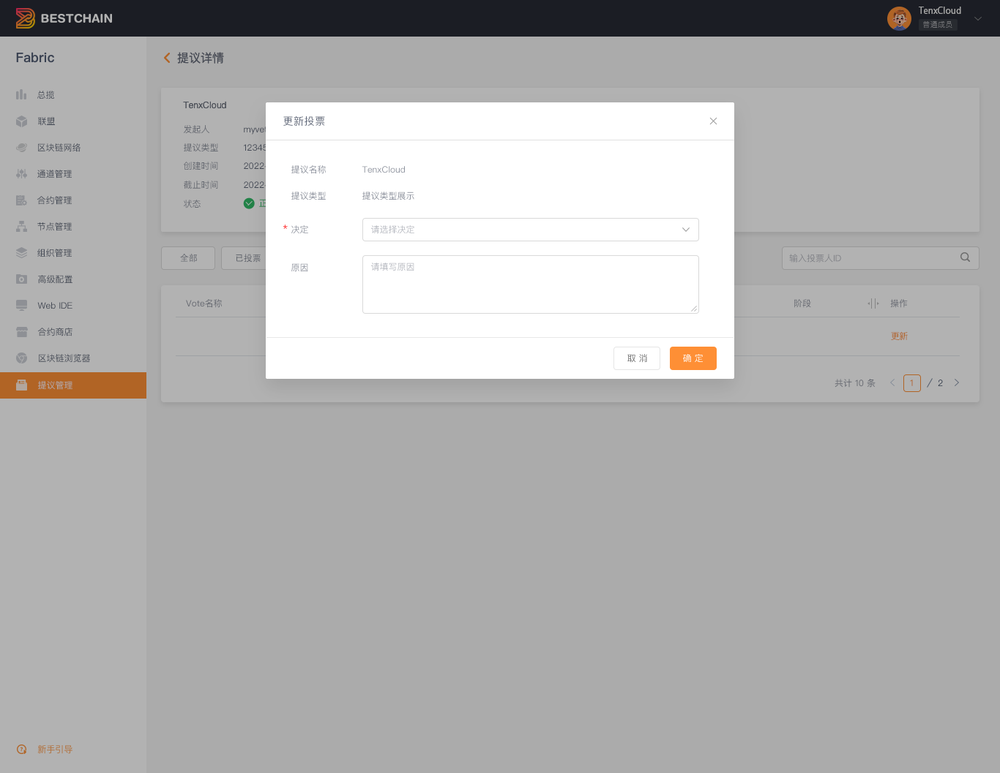 BESTCHAIN
TenxCloud
普通成员
Fabric
总揽
联盟
区块链网络
通道管理
合约管理
节点管理
组织管理
高级配置
Web IDE
合约商店
区块链浏览器
提议管理
新手引导
提议详情
TenxCloud
发起人
提议类型 12345
创建时间 2022-
截止时间 2022-
状态
全部
已投票
输入投票人ID
Vote名称
阶段
操作
更新
共计 10 条
1 / 2
更新投票
提议名称 TenxCloud
提议类型 提议类型展示
* 决定 请选择决定
原因 请填写原因
取 消
确 定